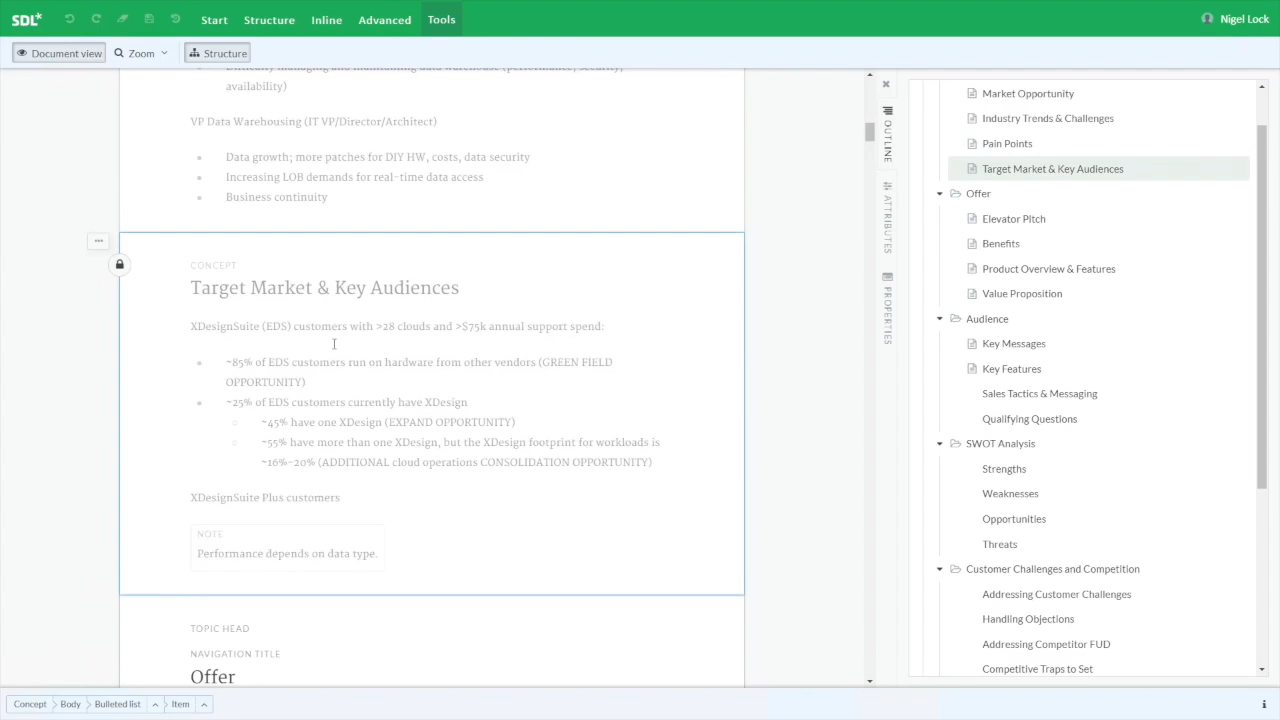 SDL*
Start
Structure
Inline
Advanced
Tools
Nigel Lock
Document view
Zoom
Structure
Difficulty managing and maintaining data warehouse (performance, security,
availability)
VP Data Warehousing (IT VP/Director/Architect)
Data growth; more patches for DIY HW, costs, data security
Increasing LOB demands for real-time data access
Business continuity
CONCEPT
Target Market & Key Audiences
XDesignSuite (EDS) customers with >28 clouds and >$75k annual support spend:
~85% of EDS customers run on hardware from other vendors (GREEN FIELD
OPPORTUNITY)
~25% of EDS customers currently have XDesign
~45% have one XDesign (EXPAND OPPORTUNITY)
~55% have more than one XDesign, but the XDesign footprint for workloads is
~16%-20% (ADDITIONAL cloud operations CONSOLIDATION OPPORTUNITY)
XDesignSuite Plus customers
NOTE
Performance depends on data type.
TOPIC HEAD
NAVIGATION TITLE
Offer
OUTLINE
ATTRIBUTES
PROPERTIES
Market Opportunity
Industry Trends & Challenges
Pain Points
Target Market & Key Audiences
Offer
Elevator Pitch
Benefits
Product Overview & Features
Value Proposition
Audience
Key Messages
Key Features
Sales Tactics & Messaging
Qualifying Questions
SWOT Analysis
Strengths
Weaknesses
Opportunities
Threats
Customer Challenges and Competition
Addressing Customer Challenges
Handling Objections
Addressing Competitor FUD
Competitive Traps to Set
Concept
Body
Bulleted list
Item